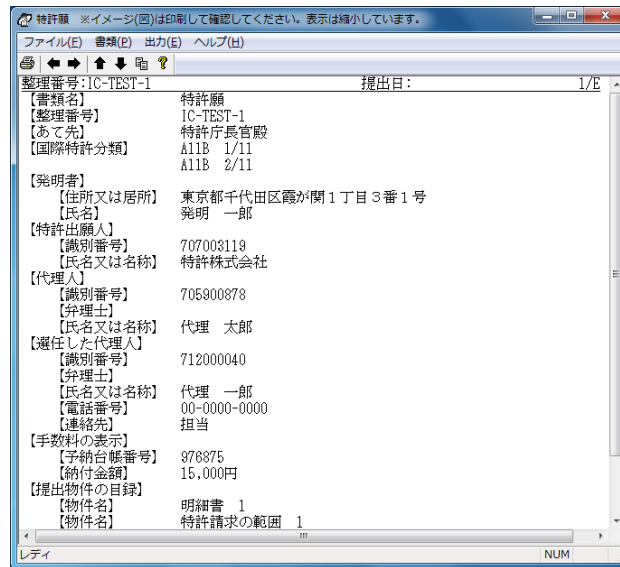 特許願　※イメージ(図)は印刷して確認してください。表示は縮小しています。
ファイル(F)　書類(P)　出力(E)　ヘルプ(H)
整理番号:IC-TEST-1　提出日:　1/E
【書類名】　特許願
【整理番号】　IC-TEST-1
【あて先】　特許庁長官殿
【国際特許分類】　A11B 1/11
A11B 2/11
【発明者】
【住所又は居所】　東京都千代田区霞が関１丁目３番１号
【氏名】　発明　一郎
【特許出願人】
【識別番号】　707003119
【氏名又は名称】　特許株式会社
【代理人】
【識別番号】　705900878
【弁理士】
【氏名又は名称】　代理　太郎
【選任した代理人】
【識別番号】　712000040
【弁理士】
【氏名又は名称】　代理　一郎
【電話番号】　00-0000-0000
【連絡先】　担当
【手数料の表示】
【予納台帳番号】　976875
【納付金額】　15,000円
【提出物件の目録】
【物件名】　明細書　1
【物件名】　特許請求の範囲　1
レディ　NUM